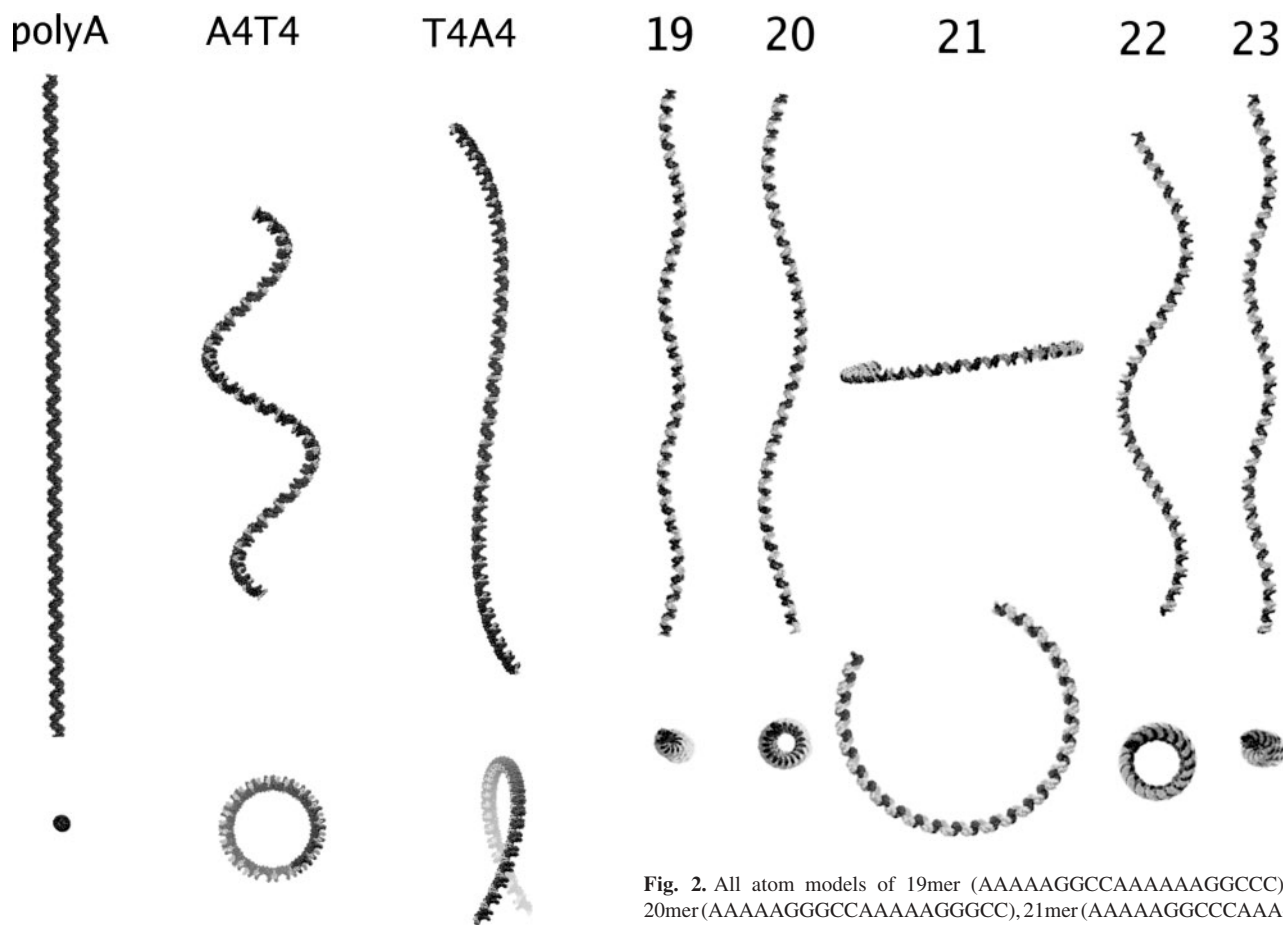 polyA A4T4 T4A4 19 20 21 22 23
Fig. 2. All atom models of 19mer (AAAAAGGCCAAAAAAGGCCC)
20mer (AAAAAGGGCCAAAAAGGGCC), 21mer (AAAAAGGCCCAAA